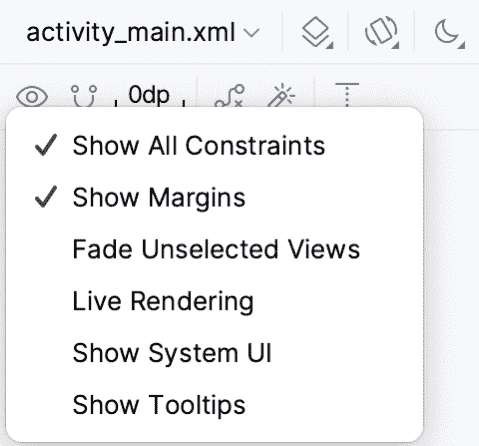 activity_main.xml
0dp
Show All Constraints
Show Margins
Fade Unselected Views
Live Rendering
Show System UI
Show Tooltips